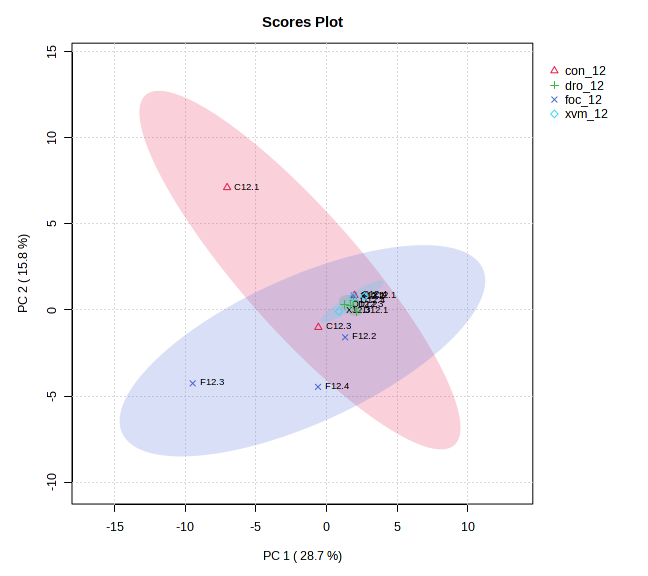 Scores Plot
con_12
dro_12
foc_12
xvm_12
15
10
5
0
-5
-10
PC 2 ( 15.8 %)
C12.1
C12.3
F12.2
F12.3
F12.4
-15
-10
-5
0
5
10
PC 1 ( 28.7 %)